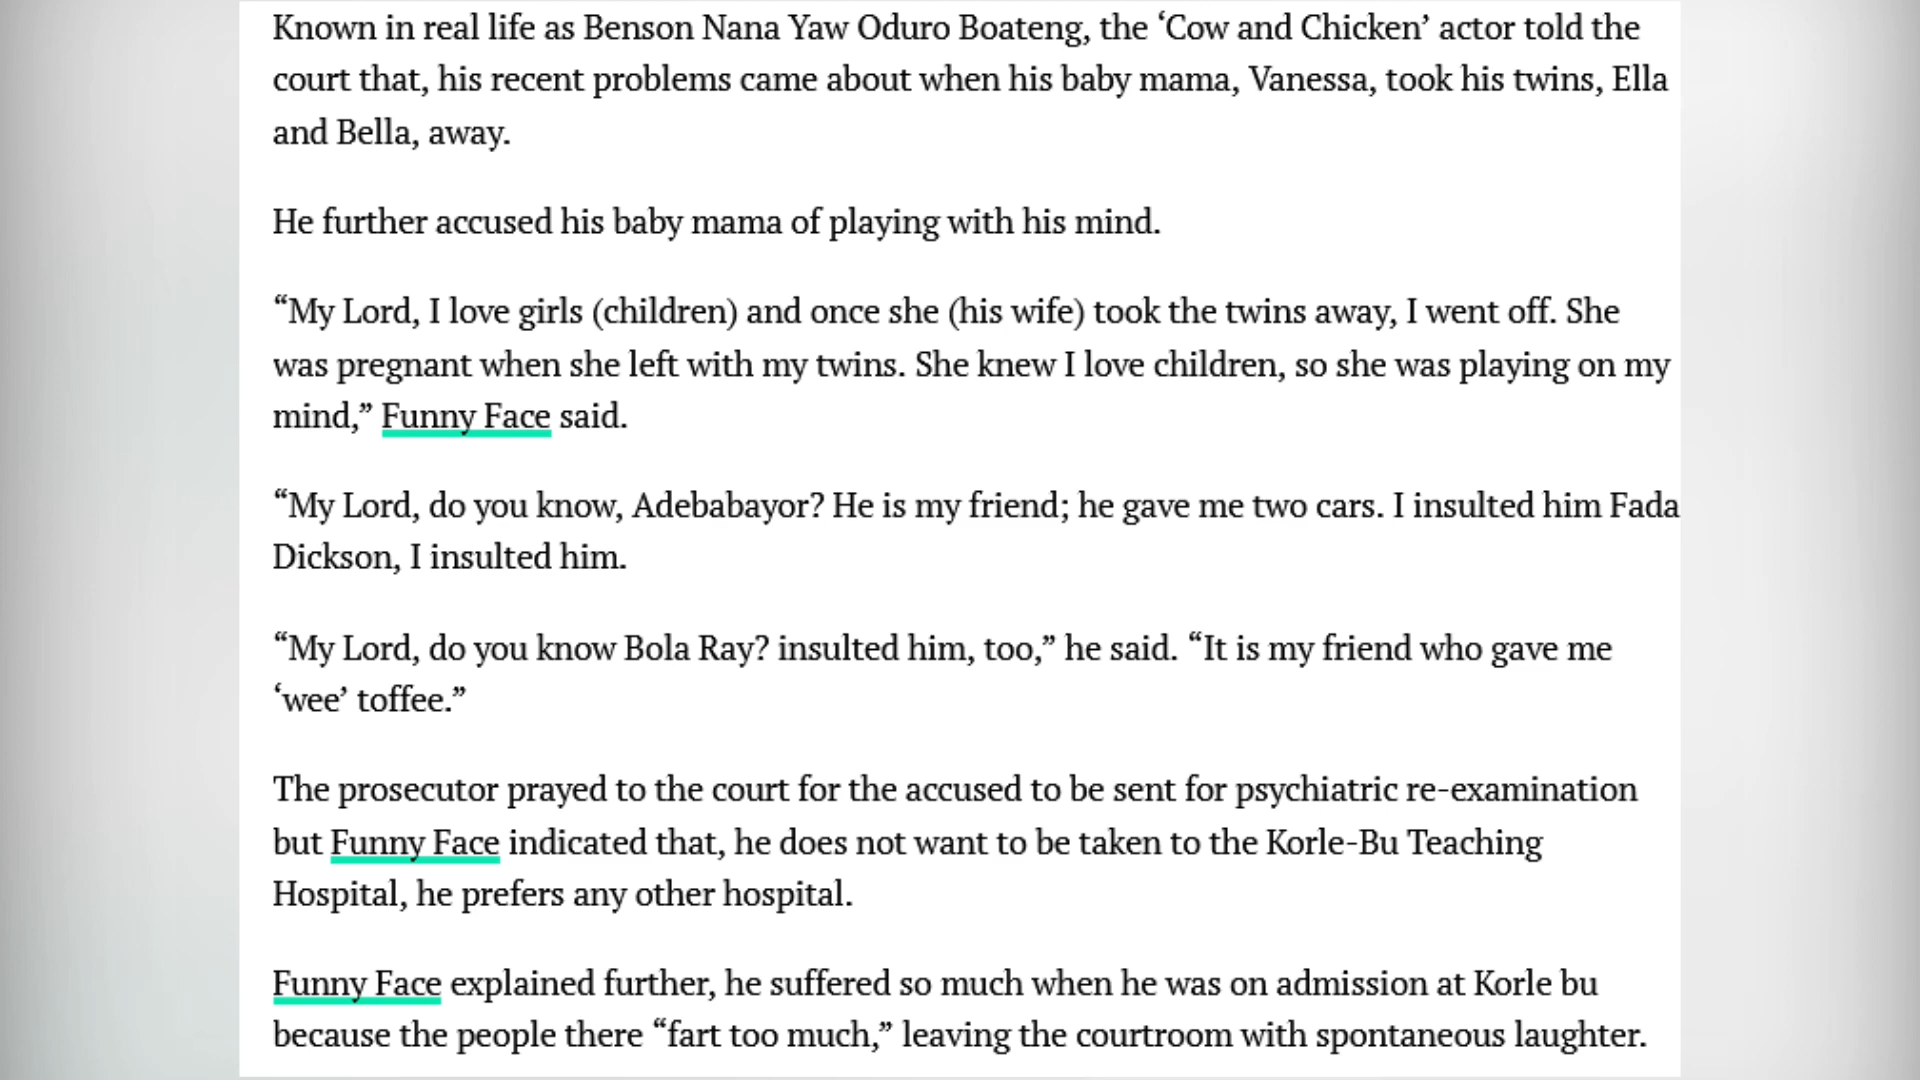 Known in real life as Benson Nana Yaw Oduro Boateng, the ‘Cow and Chicken’ actor told the
court that, his recent problems came about when his baby mama, Vanessa, took his twins, Ella
and Bella, away.
He further accused his baby mama of playing with his mind.
“My Lord, I love girls (children) and once she (his wife) took the twins away, I went off. She
was pregnant when she left with my twins. She knew I love children, so she was playing on my
mind,” Funny Face said.
“My Lord, do you know, Adebabayor? He is my friend; he gave me two cars. I insulted him Fada
Dickson, I insulted him.
“My Lord, do you know Bola Ray? insulted him, too,” he said. “It is my friend who gave me
‘wee’ toffee.”
The prosecutor prayed to the court for the accused to be sent for psychiatric re-examination
but Funny Face indicated that, he does not want to be taken to the Korle-Bu Teaching
Hospital, he prefers any other hospital.
Funny Face explained further, he suffered so much when he was on admission at Korle bu
because the people there “fart too much,” leaving the courtroom with spontaneous laughter.